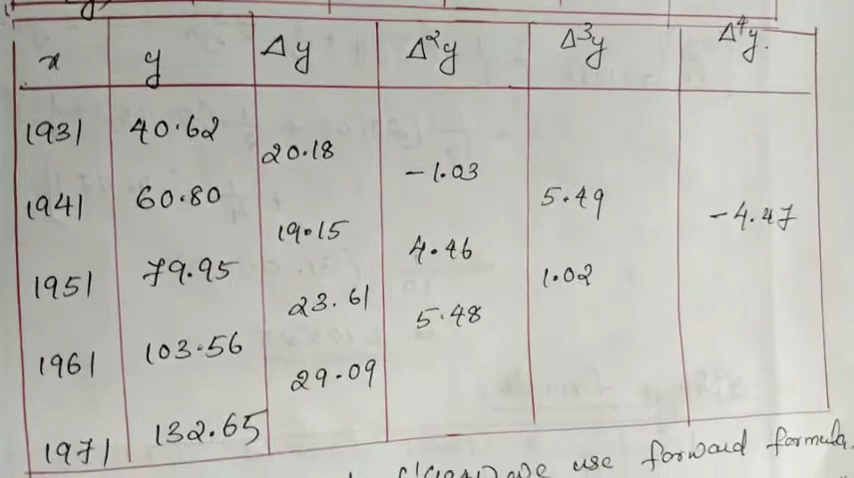 x y Δy Δ²y Δ³y Δ⁴y.
1931 40.62
20.18
-1.03
1941 60.80 5.49
-4.47
19.15
4.46
1951 79.95 1.02
23.61
5.48
1961 103.56
29.09
1971 132.65
we use forward formula.